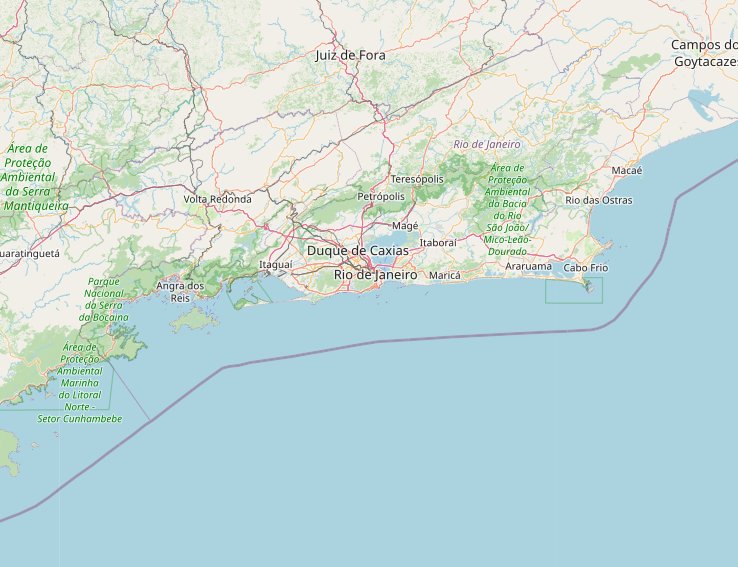 Juiz de Fora
Campos do
Goytacazes
Rio de Janeiro
Área de
Proteção
Ambiental
da Serra
Mantiqueira
Macaé
Teresópolis
Área de
Proteção
Ambiental
da Bacia
do Rio
São João/
Mico-Leão-
Dourado
Petrópolis
Volta Redonda
Rio das Ostras
Magé
Itaboraí
Duque de Caxias
uaratinguetá
Itaguaí
Araruama
Cabo Frio
Rio de Janeiro
Maricá
Parque
Nacional
da Serra
da Bocaina
Angra dos
Reis
Área de
Proteção
Ambiental
Marinha
do Litoral
Norte -
Setor Cunhambebe